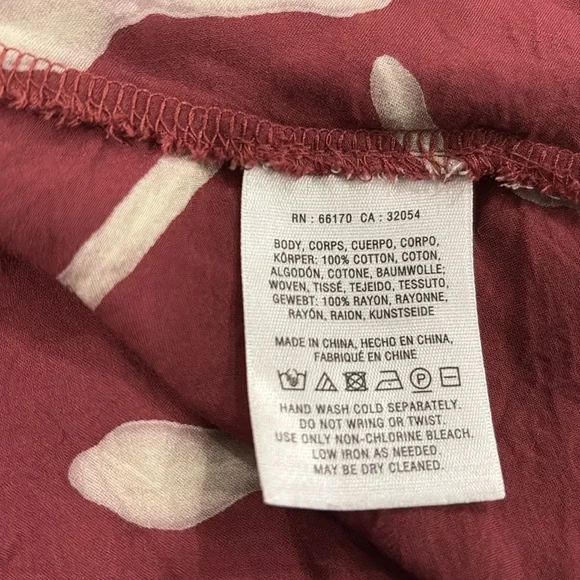 RN : 66170 CA : 32054
BODY, CORPS, CUERPO, CORPO,
KÖRPER: 100% COTTON, COTON,
ALGODÓN, COTONE, BAUMWOLLE;
WOVEN, TISSÉ, TEJEIDO, TESSUTO,
GEWEBT: 100% RAYON, RAYONNE,
RAYÓN, RAION, KUNSTSEIDE
MADE IN CHINA, HECHO EN CHINA,
FABRIQUÉ EN CHINE
P
HAND WASH COLD SEPARATELY.
DO NOT WRING OR TWIST.
USE ONLY NON-CHLORINE BLEACH.
LOW IRON AS NEEDED.
MAY BE DRY CLEANED.